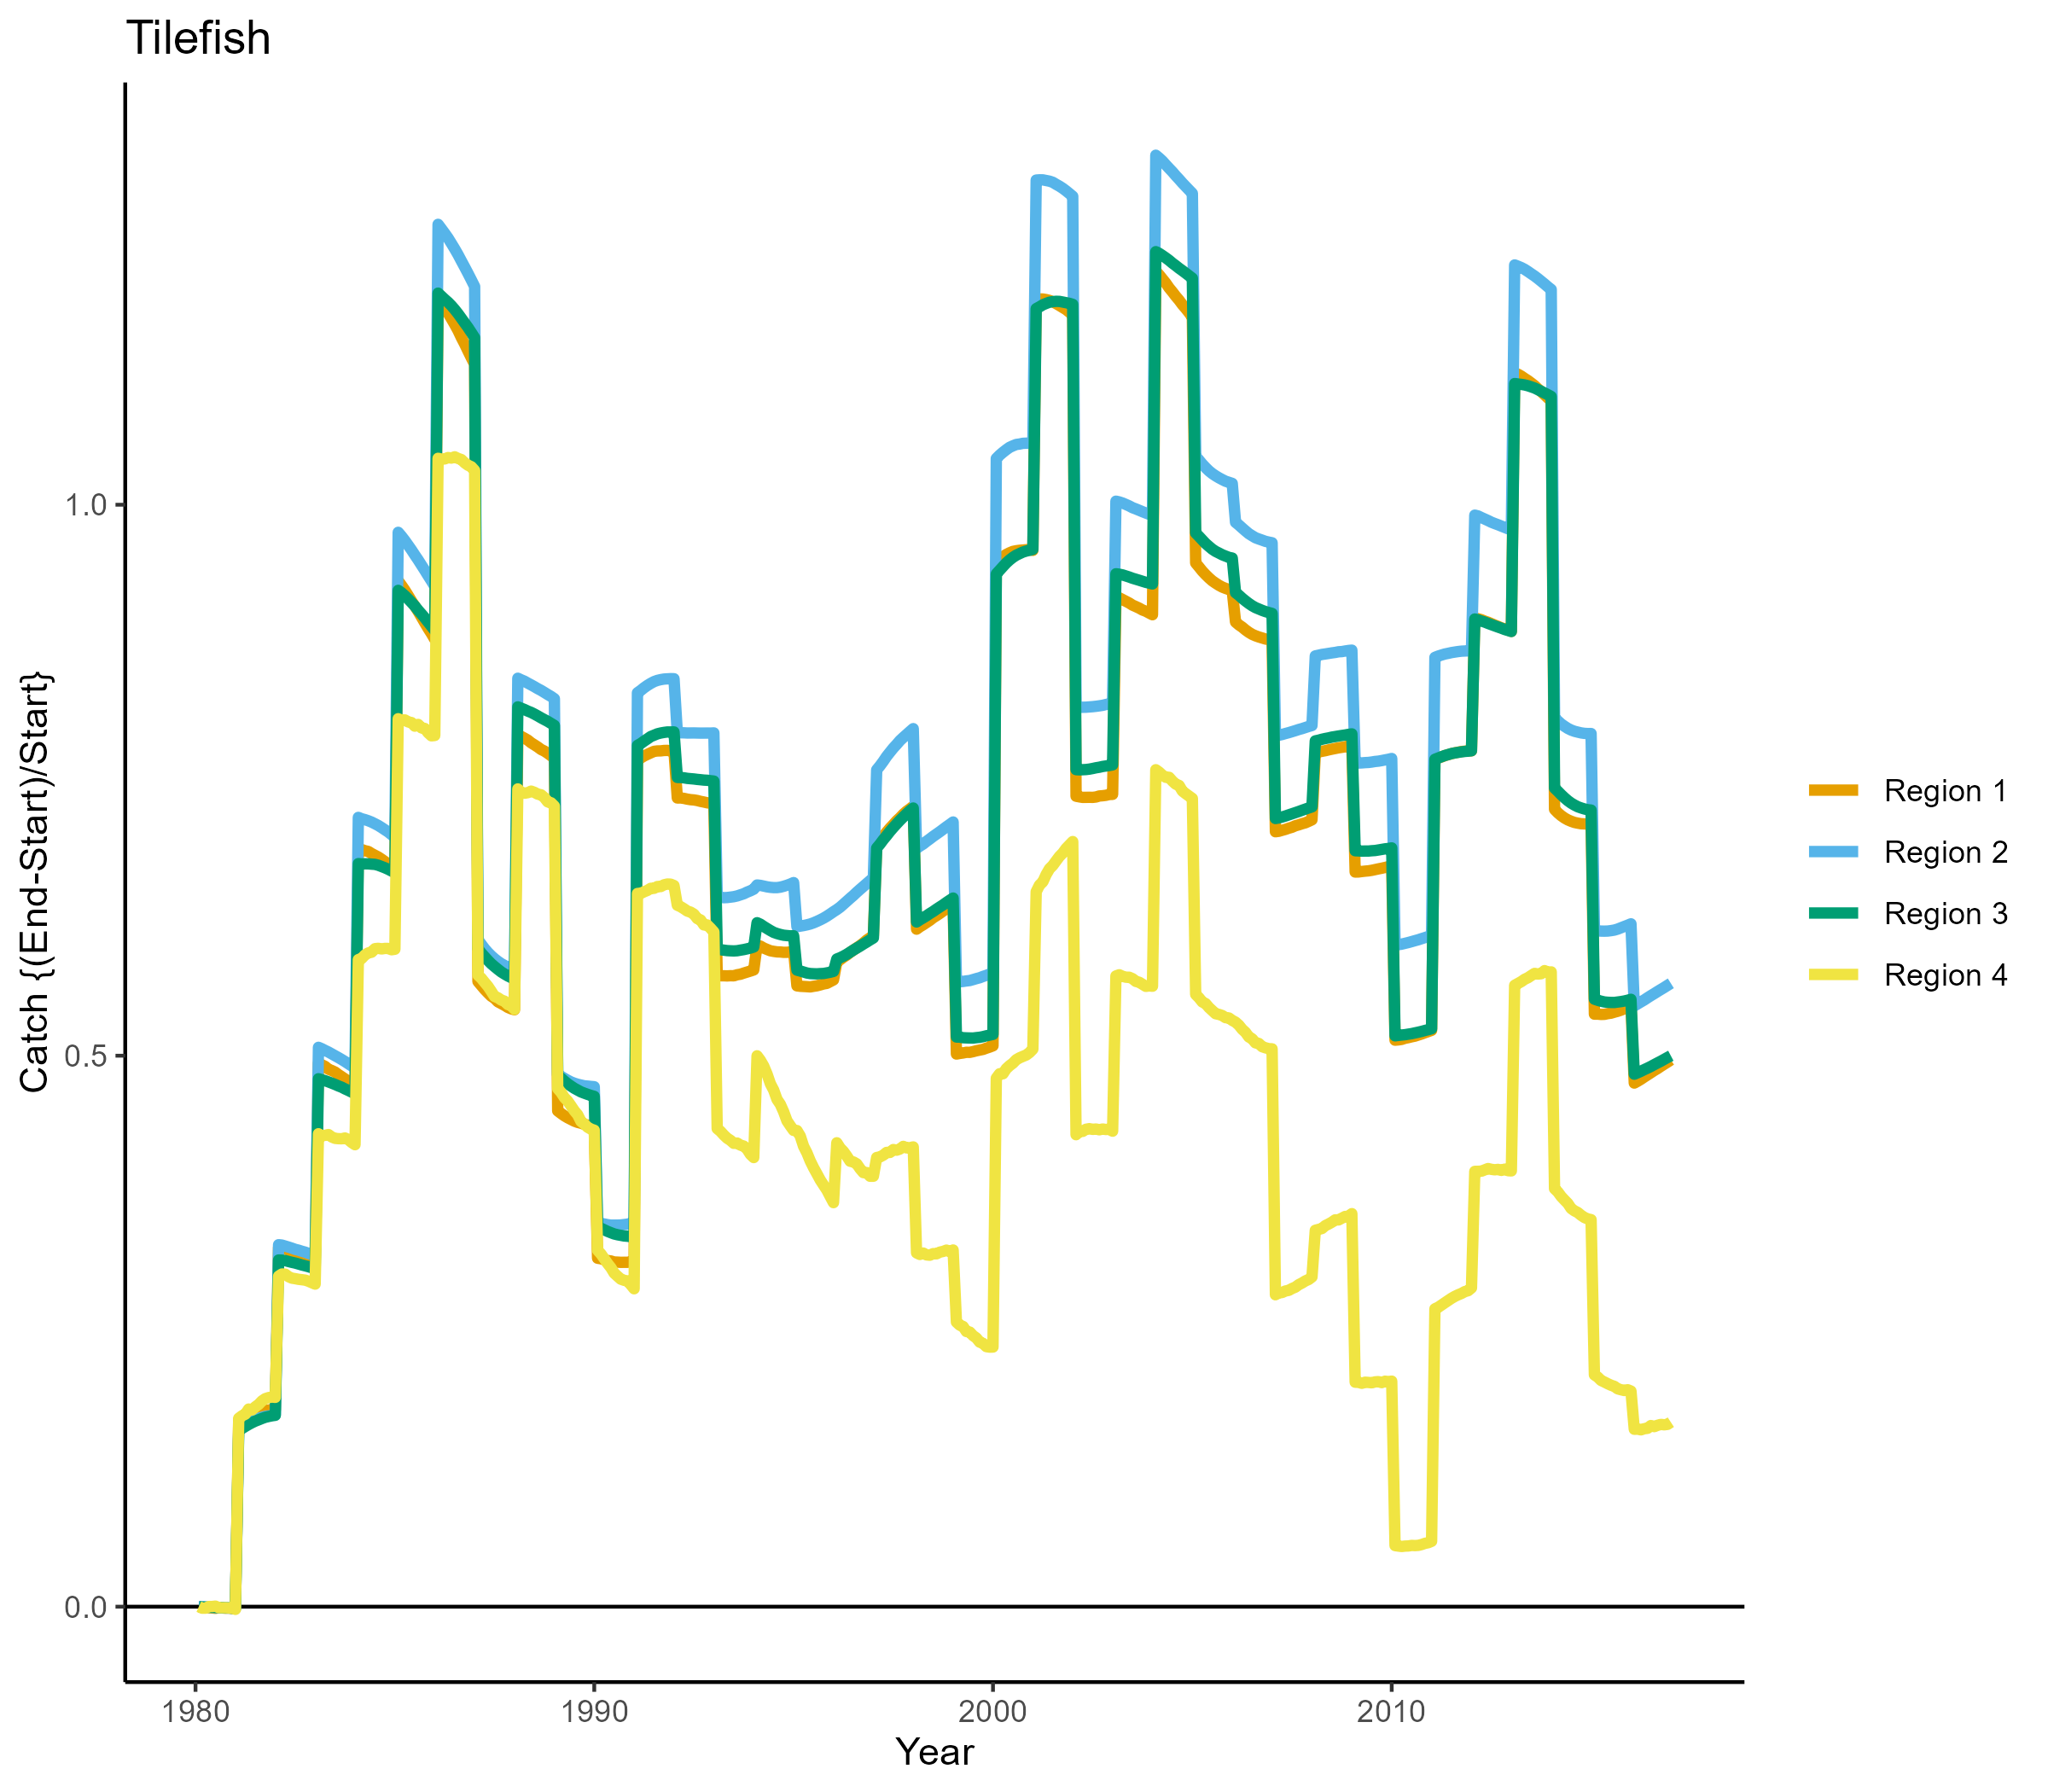 Tilefish
Catch {(End-Start)/Start}
1.0
0.5
0.0
1980
1990
2000
2010
Year
Region 1
Region 2
Region 3
Region 4